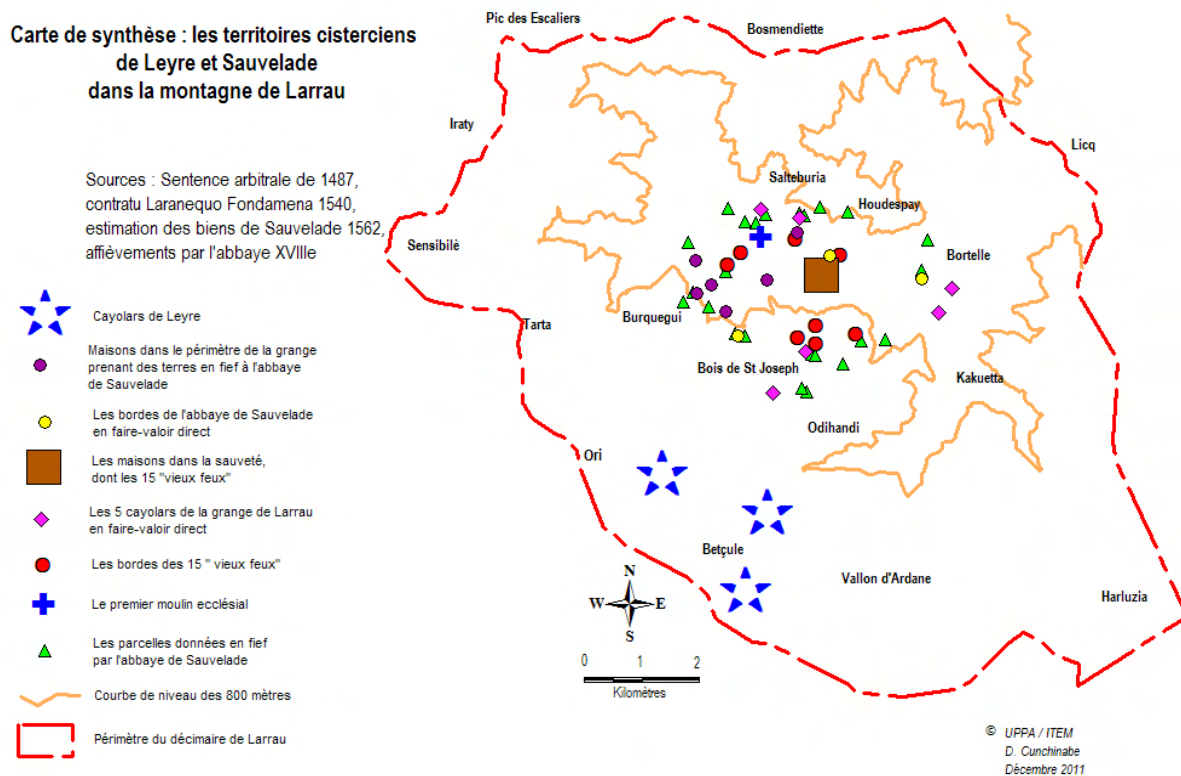 Carte de synthèse : les territoires cisterciens
de Leyre et Sauvelade
dans la montagne de Larrau
Sources : Sentence arbitrale de 1487,
contratu Laranequo Fondamena 1540,
estimation des biens de Sauvelade 1562,
affièvements par l'abbaye XVIIIe
Cayolars de Leyre
Maisons dans le périmètre de la grange
prenant des terres en fief à l'abbaye
de Sauvelade
Les bordes de l'abbaye de Sauvelade
en faire-valoir direct
Les maisons dans la sauveté,
dont les 15 "vieux feux"
Les 5 cayolars de la grange de Larrau
en faire-valoir direct
Les bordes des 15 " vieux feux"
Le premier moulin ecclésial
Les parcelles données en fief
par l'abbaye de Sauvelade
Courbe de niveau des 800 mètres
Périmètre du décimaire de Larrau
Pic des Escaliers
Bosmendiette
Iraty
Licq
Salteburia
Houdespay
Sensibilè
Bortelle
Tarta
Burquegui
Bois de St Joseph
Kakuetta
Odihandi
Ori
Betçule
Vallon d'Ardane
Harluzia
N
W E
S
0 1 2
Kilomètres
© UPPA / ITEM
D. Cunchinabe
Décembre 2011